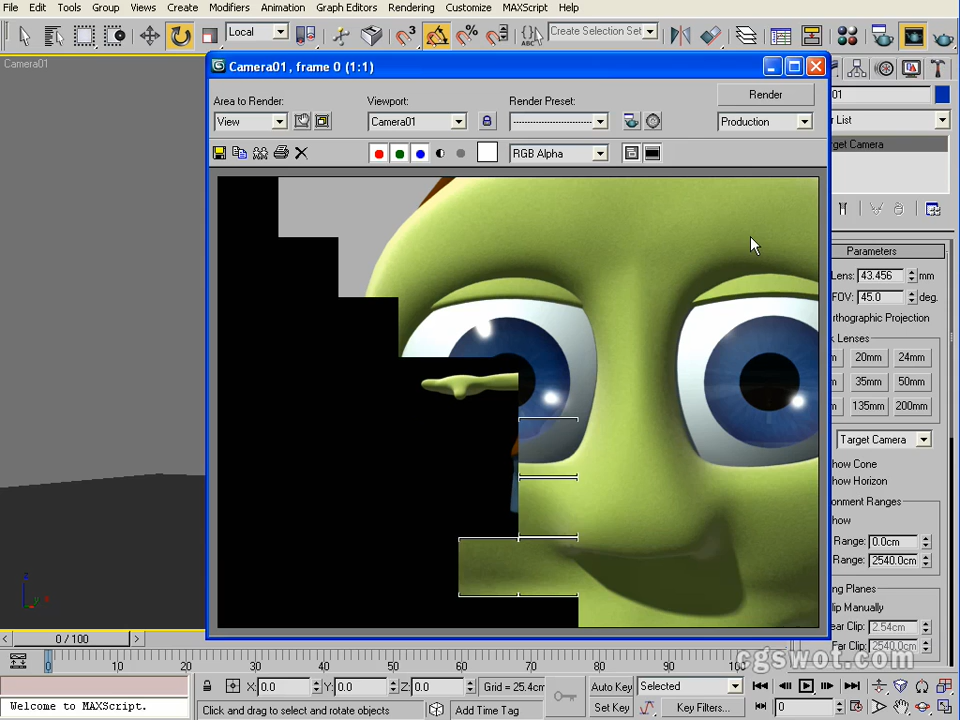 File Edit Tools Group Views Create Modifiers Animation Graph Editors Rendering Customize MAXScript Help
Local
3
ABC
Create Selection Set
Camera01
Camera01, frame 0 (1:1)
01
Area to Render:
Viewport:
Render Preset:
Render
View
Camera01
Production
RGB Alpha
er List
rget Camera
Parameters
Lens: 43.456 mm
FOV: 45.0 deg.
rthographic Projection
k Lenses
m 20mm 24mm
m 35mm 50mm
m 135mm 200mm
Target Camera
how Cone
how Horizon
onment Ranges
how
Range: 0.0cm
Range: 2540.0cm
ng Planes
lip Manually
ear Clip: 2.54cm
Far Clip: 2540.0cm
z
y x
0 / 100
0 10 20 30 40 50 60 70 80 90 100
cgswot.com
X: 0.0 Y: 0.0 Z: 0.0 Grid = 25.4cm
Auto Key Selected
Welcome to MAXScript.
Click and drag to select and rotate objects
Add Time Tag
Set Key
Key Filters...
0